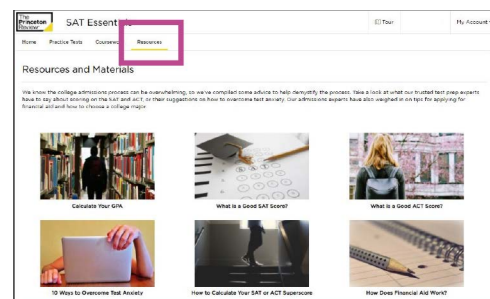 The
Princeton
Review
SAT Essentials
Tour
My Account
Home
Practice Tests
Coursework
Resources
Resources and Materials
We know the college admissions process can be overwhelming, so we've compiled some advice to help demystify the process. Take a look at what our trusted test prep experts
have to say about scoring on the SAT and ACT, or their suggestions on how to overcome test anxiety. Our admissions experts have also weighed in on tips for applying for
financial aid and how to choose a college major.
Calculate Your GPA
What is a Good SAT Score?
What is a Good ACT Score?
10 Ways to Overcome Test Anxiety
How to Calculate Your SAT or ACT Superscore
How Does Financial Aid Work?